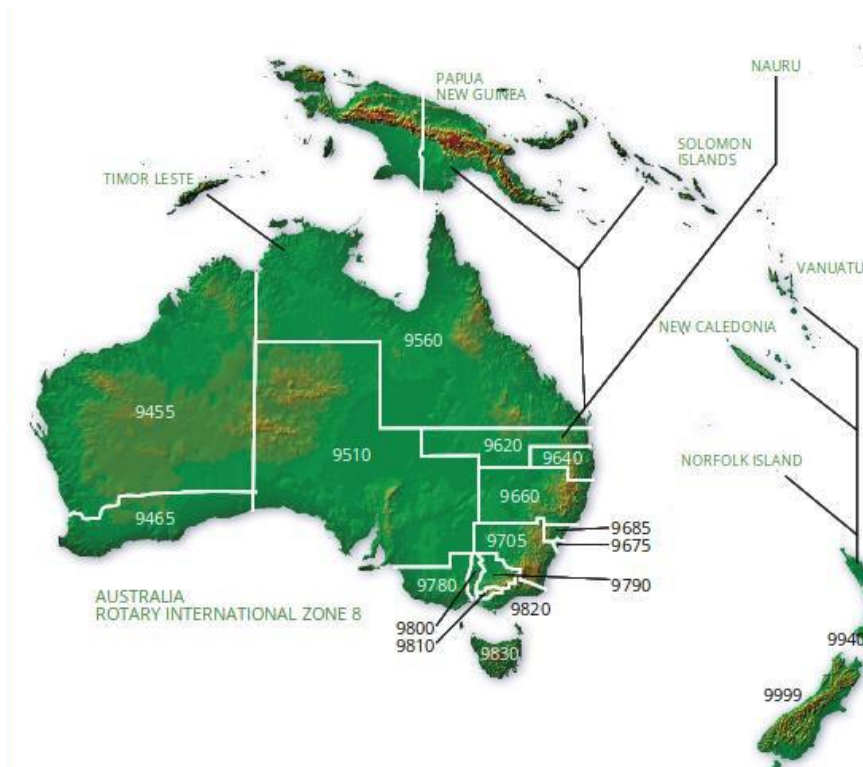 NAURU
PAPUA
NEW GUINEA
SOLOMON
ISLANDS
TIMOR LESTE
VANUATU
9560
NEW CALEDONIA
9455
9620
9510
9640
NORFOLK ISLAND
9660
9465
9685
9705
9675
9780
9790
AUSTRALIA
ROTARY INTERNATIONAL ZONE 8
9820
9800
9810
9830
9940
9999